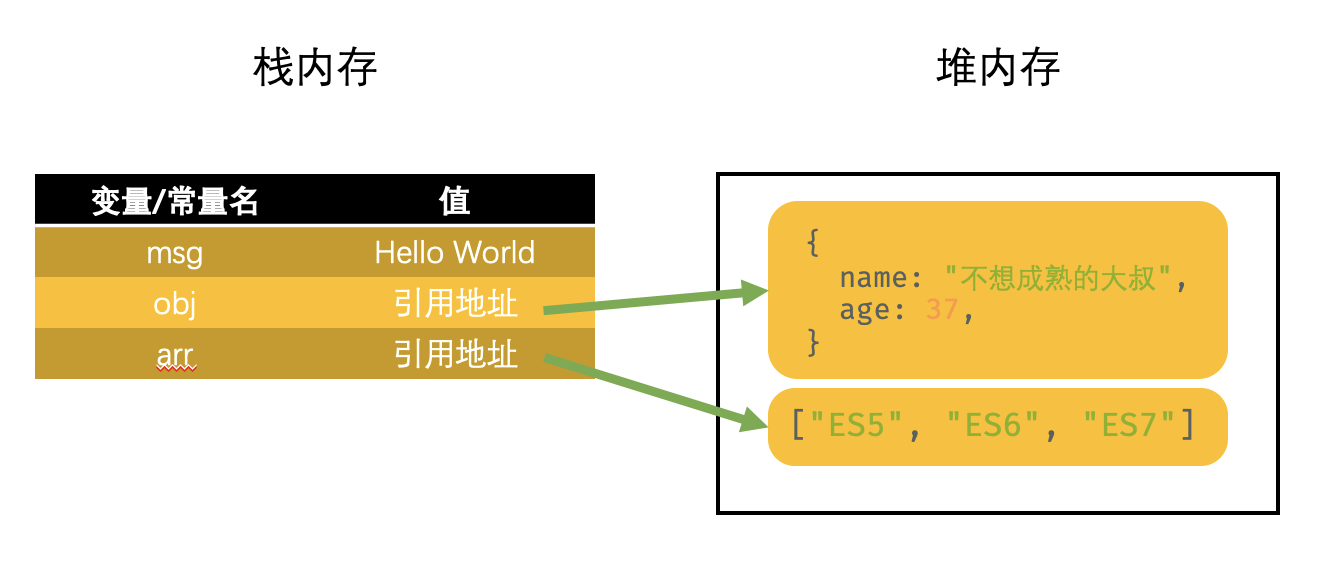 栈内存
堆内存
变量/常量名 值
msg Hello World
obj 引用地址
arr 引用地址
{
name: "不想成熟的大叔",
age: 37,
}
["ES5", "ES6", "ES7"]